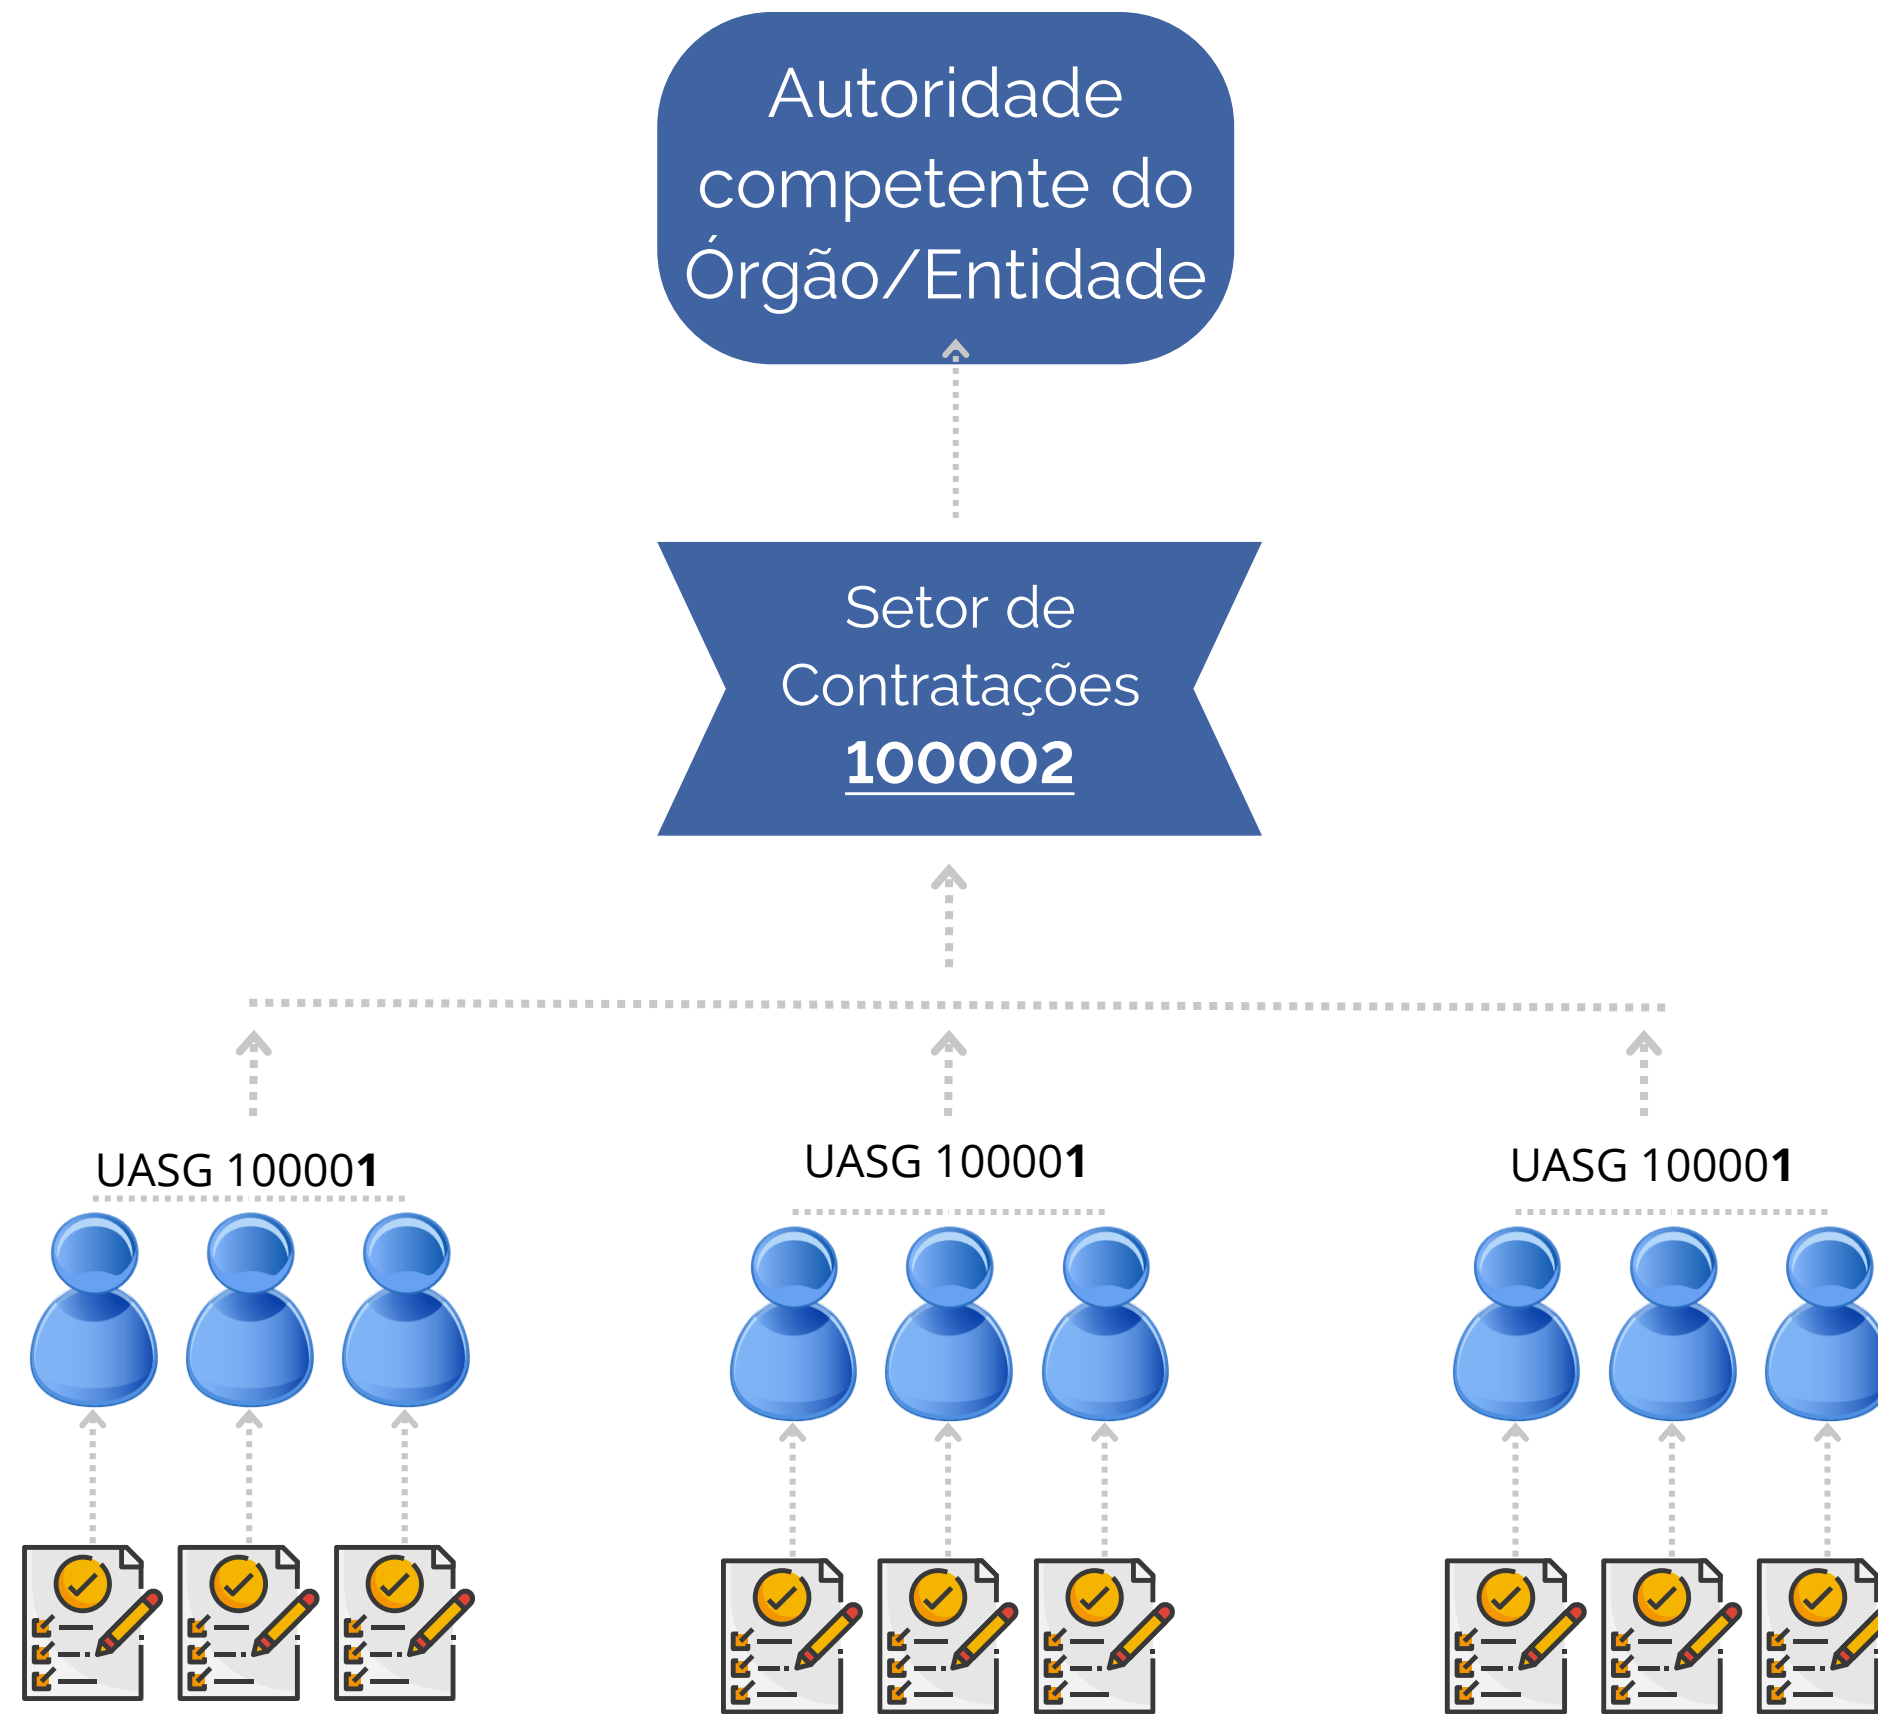 Autoridade
competente do
Órgão/Entidade
Setor de
Contratações
100002
UASG 100001
UASG 100001
UASG 100001